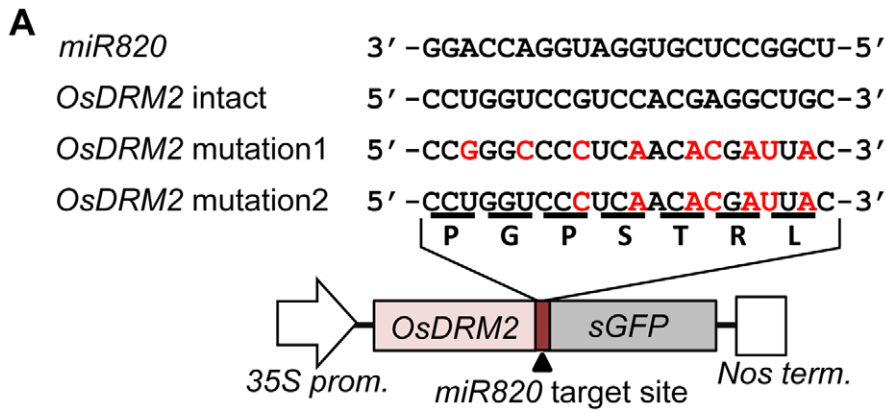 A
miR820 3′-GGACCAGGUAGGUGCUCCGGCU-5′
OsDRM2 intact 5′-CCUGGUCCGUCCACGAGGCUGC-3′
OsDRM2 mutation1 5′-CCGGGCCCCUCAACACGAUUAC-3′
OsDRM2 mutation2 5′-CCUGGUCCCUCAACACGAUUAC-3′
P G P S T R L
OsDRM2 sGFP
35S prom. miR820 target site Nos term.